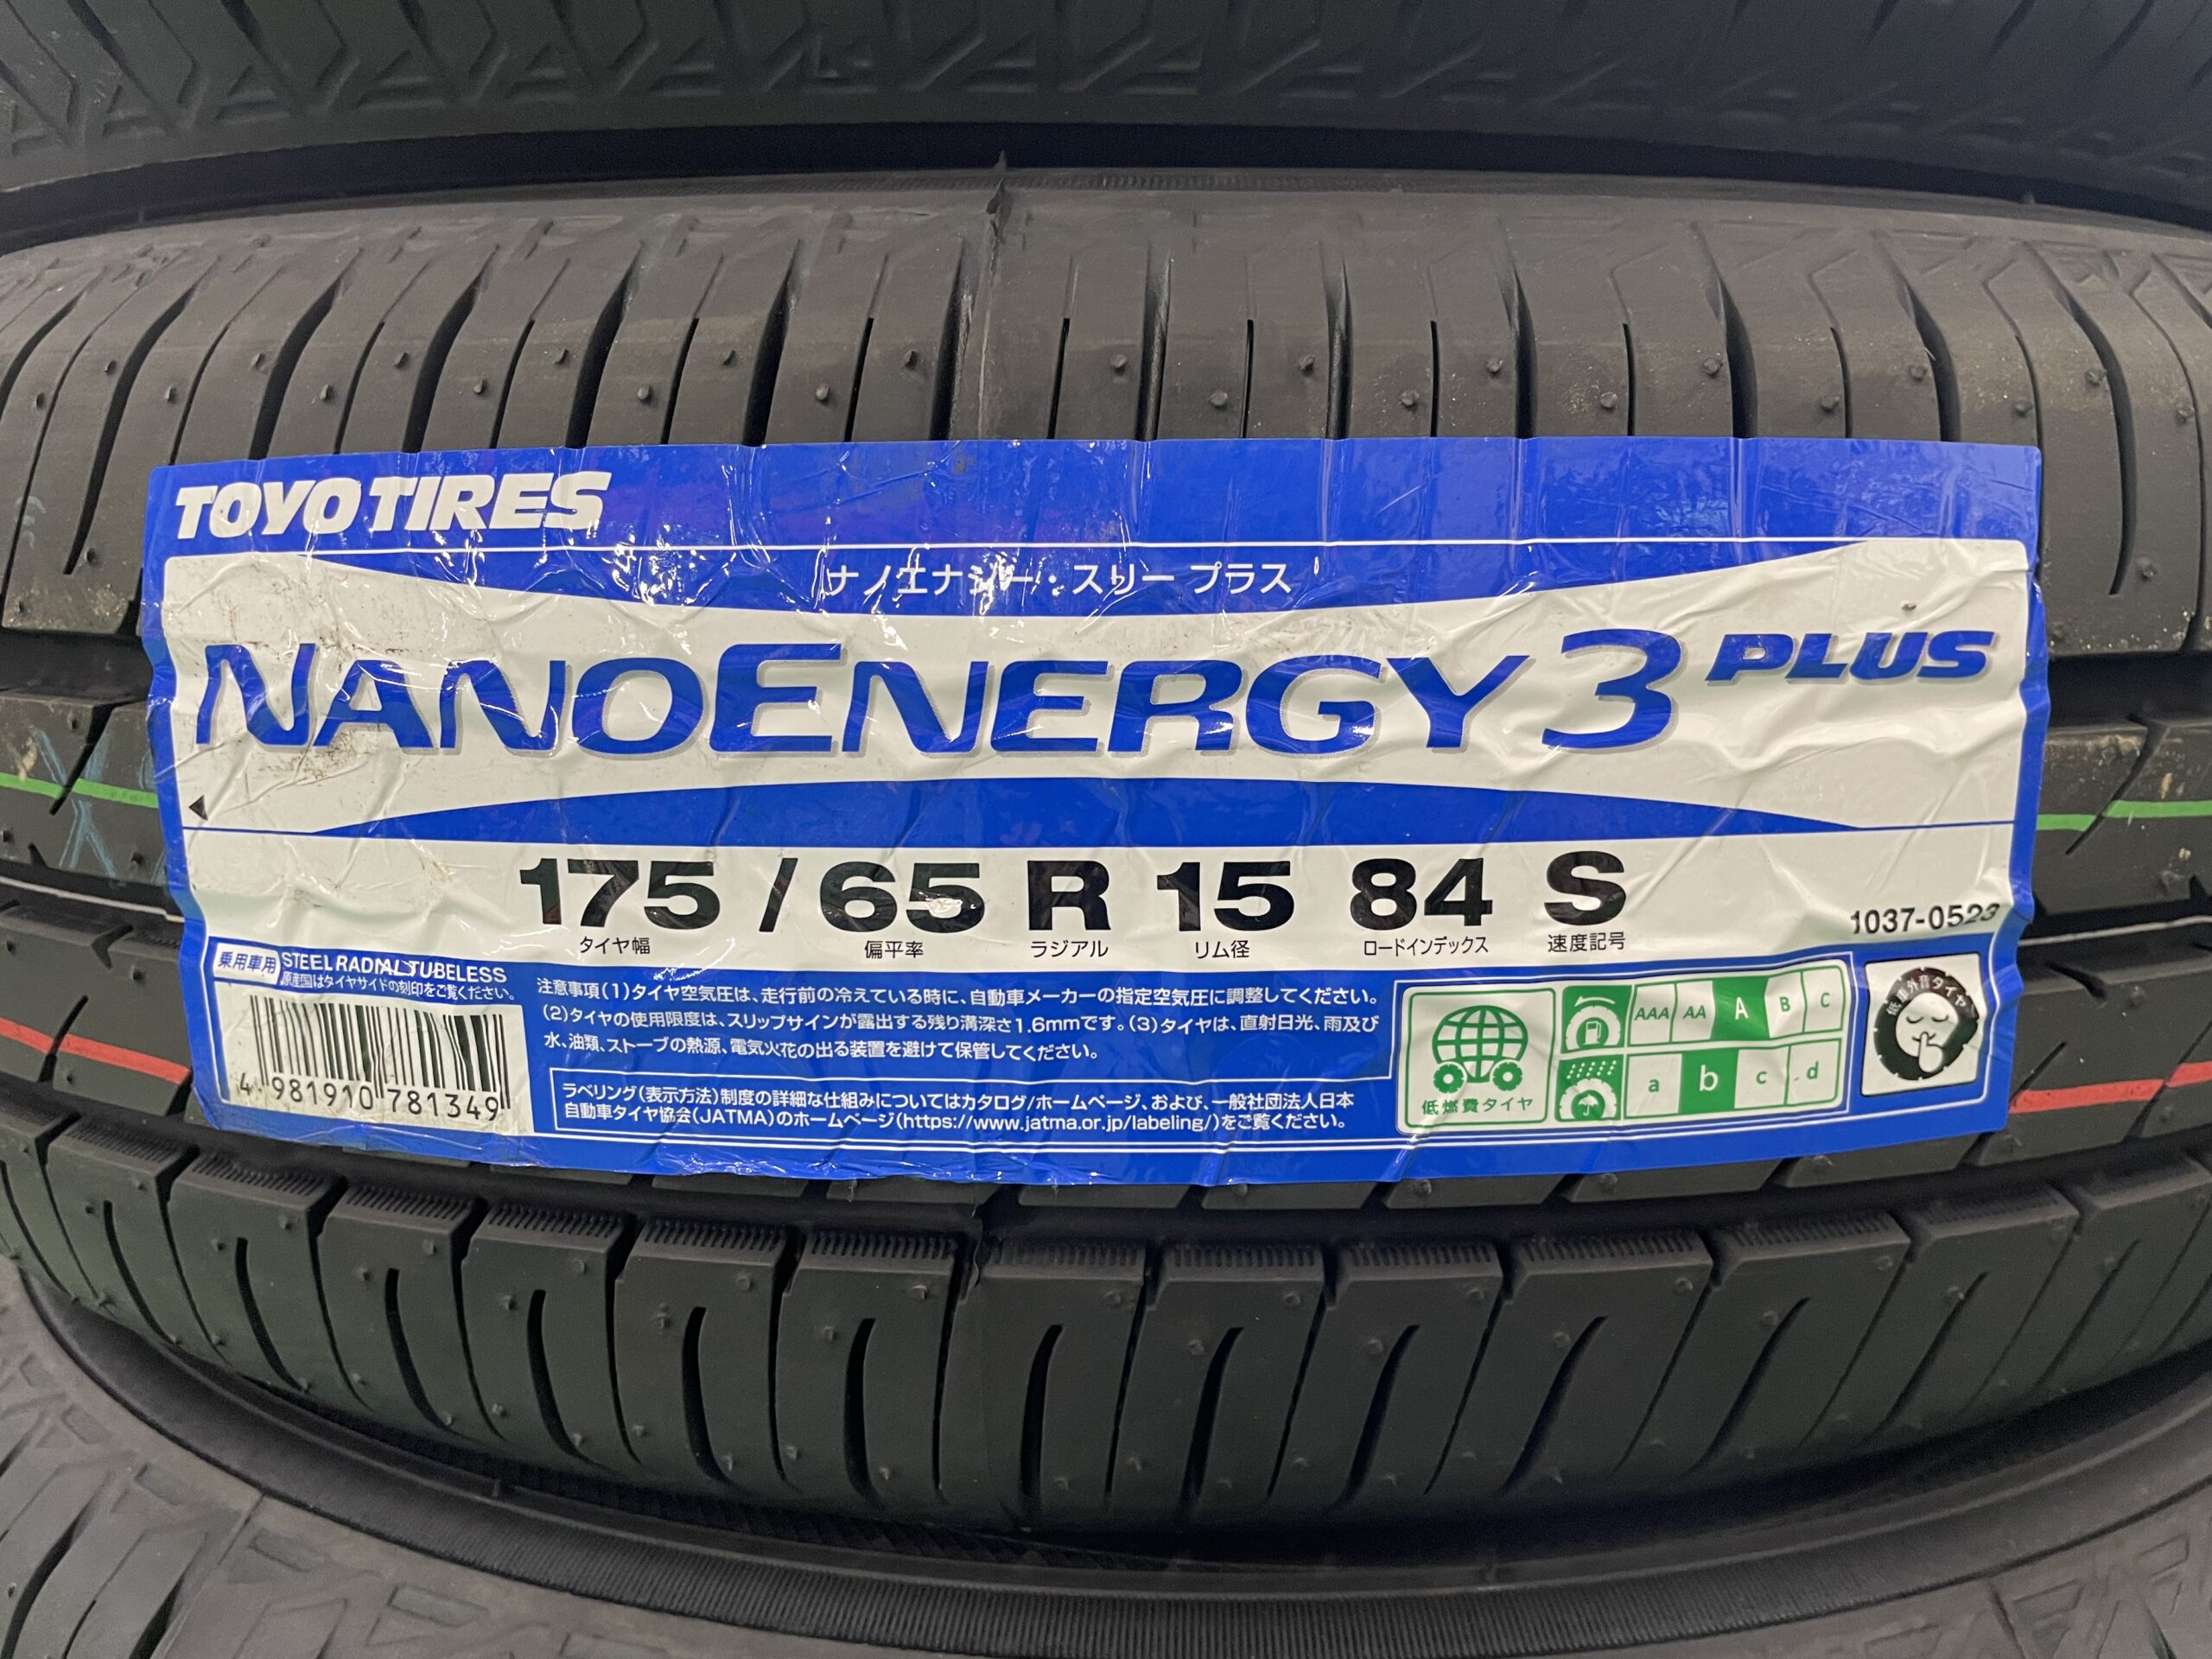 TOYO TIRES
ナノエナジー・スリー プラス
NANOENERGY 3 PLUS
175 / 65 R 15 84 S
タイヤ幅 偏平率 ラジアル リム径 ロードインデックス 速度記号
1037-0523
乗用車用 STEEL RADIAL TUBELESS
原産国はタイヤサイドの刻印をご覧ください。
4 981910 781349
注意事項(1)タイヤ空気圧は、走行前の冷えている時に、自動車メーカーの指定空気圧に調整してください。
(2)タイヤの使用限度は、スリップサインが露出する残り溝深さ1.6mmです。(3)タイヤは、直射日光、雨及び
水、油類、ストーブの熱源、電気火花の出る装置を避けて保管してください。
ラベリング(表示方法)制度の詳細な仕組みについてはカタログ/ホームページ、および、一般社団法人日本
自動車タイヤ協会(JATMA)のホームページ(https://www.jatma.or.jp/labeling/)をご覧ください。
低燃費タイヤ
AAA AA A B C
a b c d
低車外音タイヤ